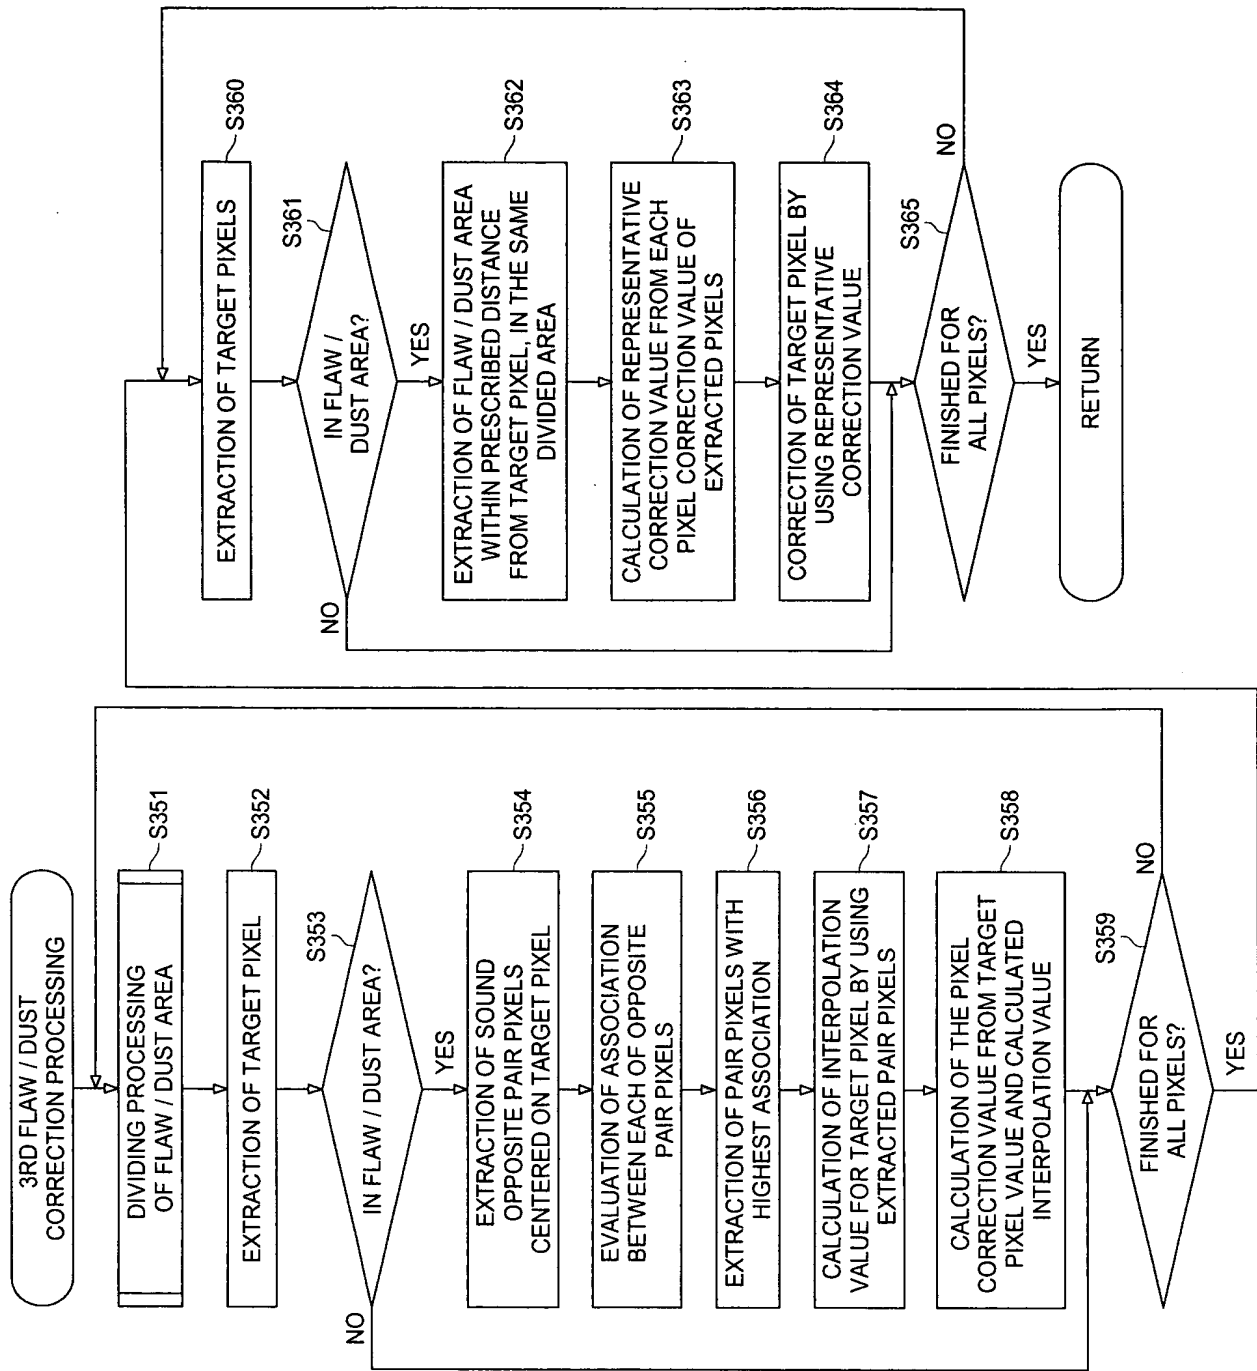 3RD FLAW / DUST
CORRECTION PROCESSING
DIVIDING PROCESSING
OF FLAW / DUST AREA
S351
EXTRACTION OF TARGET PIXEL
S352
IN FLAW / DUST AREA?
S353
NO
YES
EXTRACTION OF SOUND
OPPOSITE PAIR PIXELS
CENTERED ON TARGET PIXEL
S354
EVALUATION OF ASSOCIATION
BETWEEN EACH OF OPPOSITE
PAIR PIXELS
S355
EXTRACTION OF PAIR PIXELS WITH
HIGHEST ASSOCIATION
S356
CALCULATION OF INTERPOLATION
VALUE FOR TARGET PIXEL BY USING
EXTRACTED PAIR PIXELS
S357
CALCULATION OF THE PIXEL
CORRECTION VALUE FROM TARGET
PIXEL VALUE AND CALCULATED
INTERPOLATION VALUE
S358
FINISHED FOR
ALL PIXELS?
S359
NO
YES
EXTRACTION OF TARGET PIXELS
S360
IN FLAW /
DUST AREA?
S361
NO
YES
EXTRACTION OF FLAW / DUST AREA
WITHIN PRESCRIBED DISTANCE
FROM TARGET PIXEL, IN THE SAME
DIVIDED AREA
S362
CALCULATION OF REPRESENTATIVE
CORRECTION VALUE FROM EACH
PIXEL CORRECTION VALUE OF
EXTRACTED PIXELS
S363
CORRECTION OF TARGET PIXEL BY
USING REPRESENTATIVE
CORRECTION VALUE
S364
FINISHED FOR
ALL PIXELS?
S365
NO
YES
RETURN